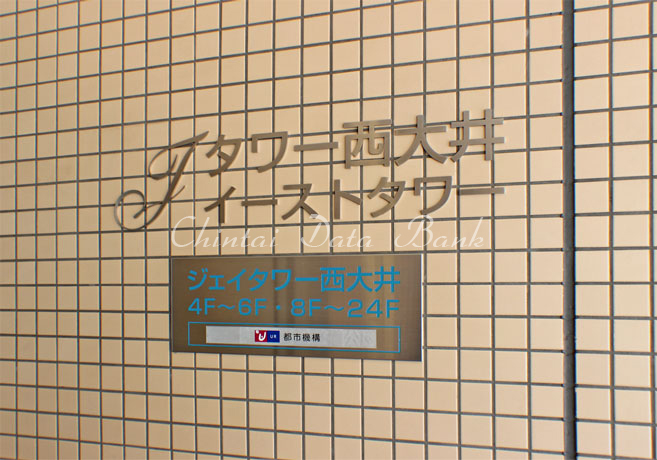 Jタワー西大井
イーストタワー
Chintai Data Bank
ジェイタワー西大井
4F～6F・8F～24F
UR 都市機構